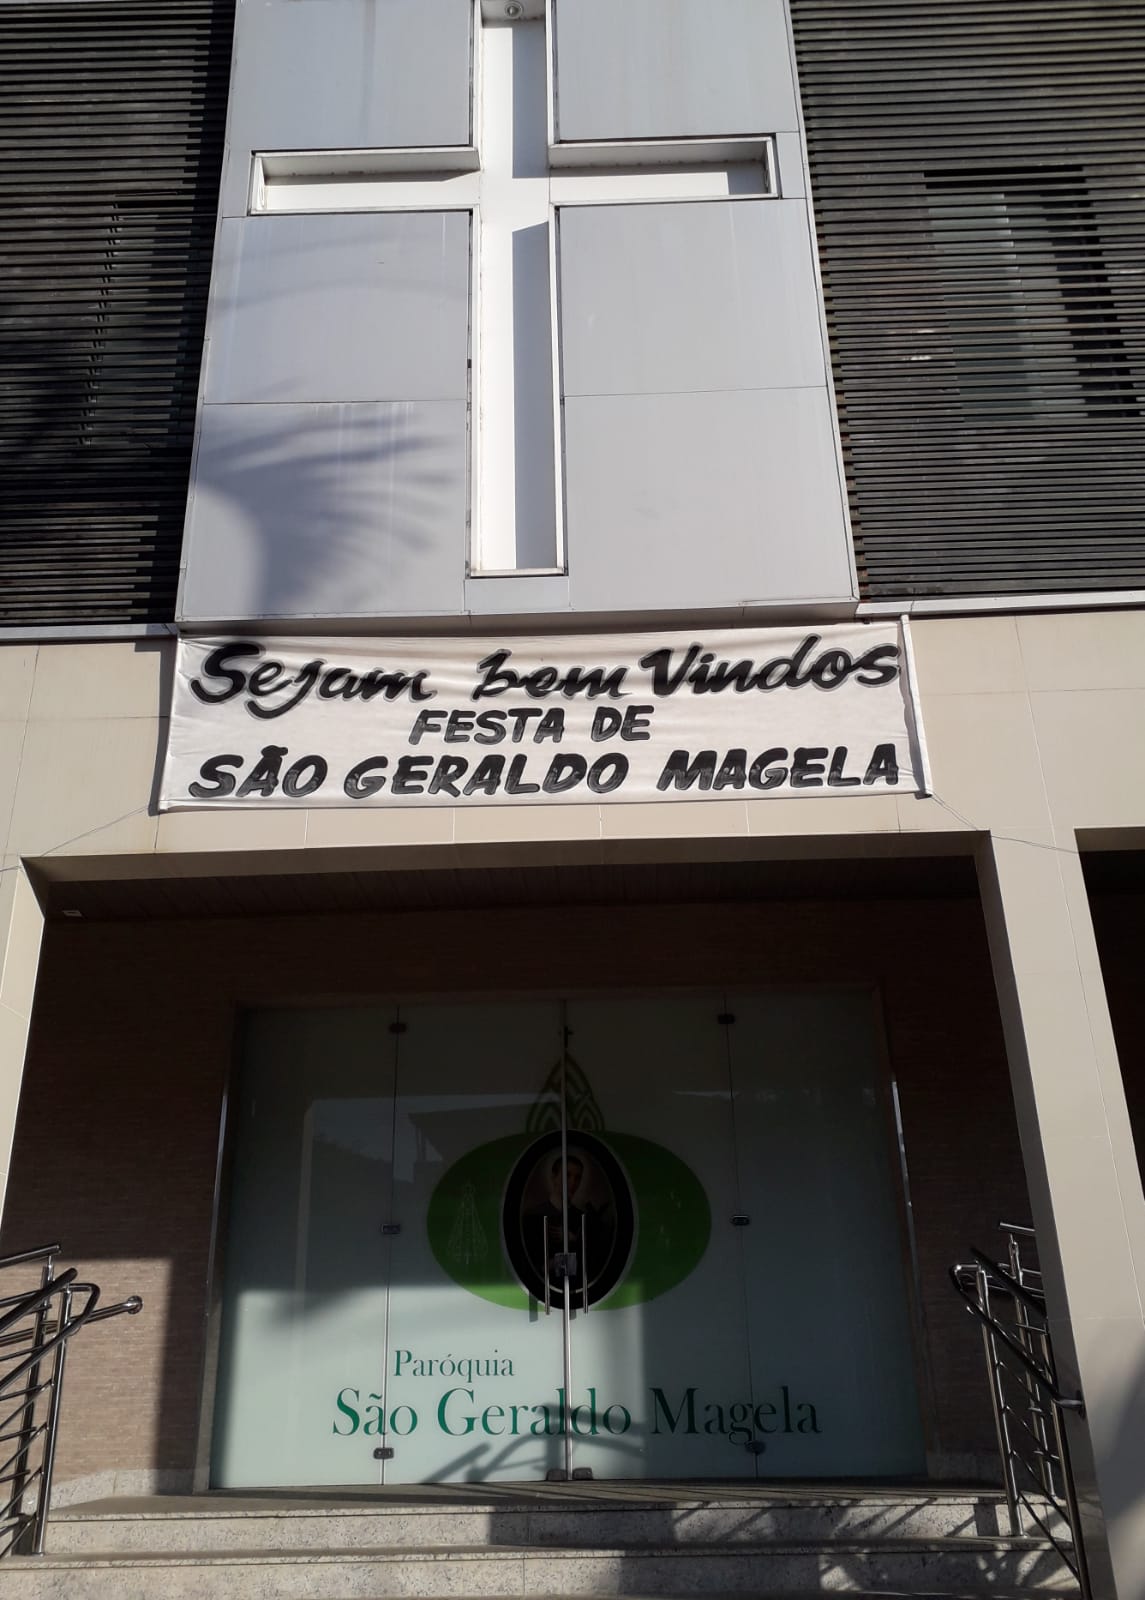 Sejam bem Vindos
FESTA DE
SÃO GERALDO MAGELA
Paróquia
São Geraldo Magela